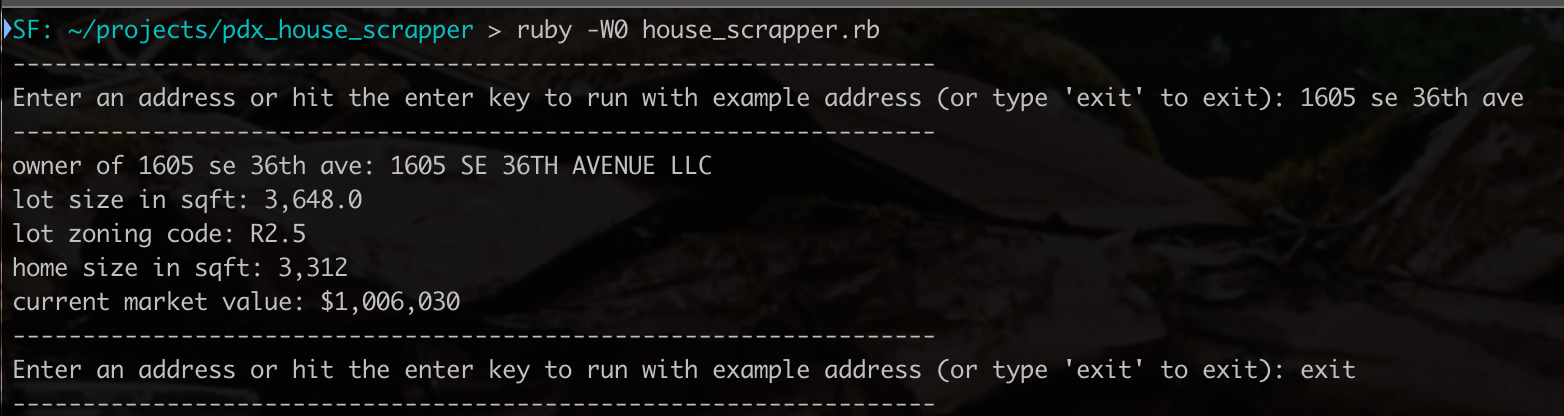 SF: ~/projects/pdx_house_scrapper > ruby -W0 house_scrapper.rb
------------------------------------------------------------------
Enter an address or hit the enter key to run with example address (or type 'exit' to exit): 1605 se 36th ave
------------------------------------------------------------------
owner of 1605 se 36th ave: 1605 SE 36TH AVENUE LLC
lot size in sqft: 3,648.0
lot zoning code: R2.5
home size in sqft: 3,312
current market value: $1,006,030
------------------------------------------------------------------
Enter an address or hit the enter key to run with example address (or type 'exit' to exit): exit
------------------------------------------------------------------